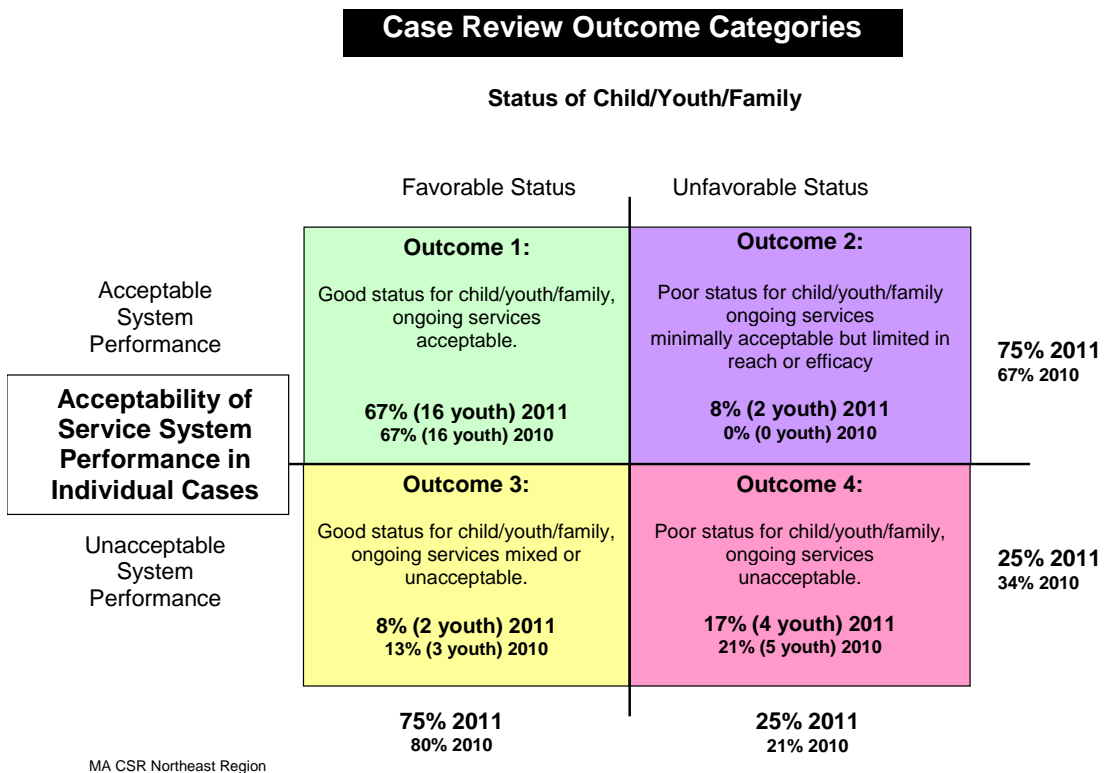 Case Review Outcome Categories
Status of Child/Youth/Family
Favorable Status
Unfavorable Status
Acceptable
System
Performance
Outcome 1:
Good status for child/youth/family,
ongoing services
acceptable.
67% (16 youth) 2011
67% (16 youth) 2010
Outcome 2:
Poor status for child/youth/family
ongoing services
minimally acceptable but limited in
reach or efficacy
8% (2 youth) 2011
0% (0 youth) 2010
75% 2011
67% 2010
Acceptability of
Service System
Performance in
Individual Cases
Unacceptable
System
Performance
Outcome 3:
Good status for child/youth/family,
ongoing services mixed or
unacceptable.
8% (2 youth) 2011
13% (3 youth) 2010
Outcome 4:
Poor status for child/youth/family,
ongoing services
unacceptable.
17% (4 youth) 2011
21% (5 youth) 2010
25% 2011
34% 2010
75% 2011
80% 2010
25% 2011
21% 2010
MA CSR Northeast Region